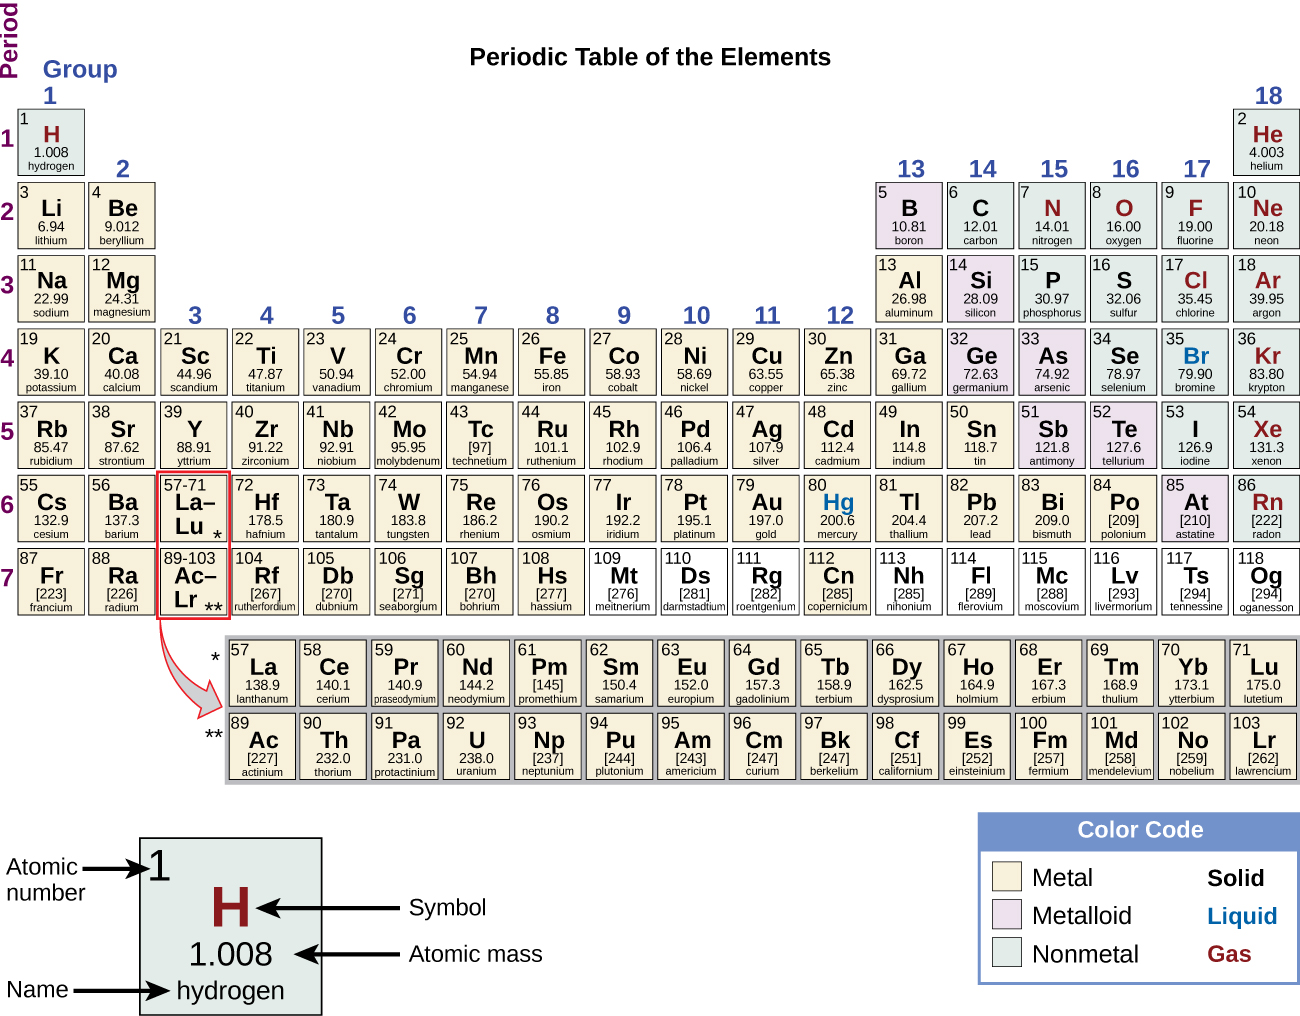 Period
Periodic Table of the Elements
Group
1
18
1
1
H
1.008
hydrogen
2
He
4.003
helium
2
13
14
15
16
17
2
3
Li
6.94
lithium
4
Be
9.012
beryllium
5
B
10.81
boron
6
C
12.01
carbon
7
N
14.01
nitrogen
8
O
16.00
oxygen
9
F
19.00
fluorine
10
Ne
20.18
neon
3
11
Na
22.99
sodium
12
Mg
24.31
magnesium
13
Al
26.98
aluminum
14
Si
28.09
silicon
15
P
30.97
phosphorus
16
S
32.06
sulfur
17
Cl
35.45
chlorine
18
Ar
39.95
argon
3
4
5
6
7
8
9
10
11
12
4
19
K
39.10
potassium
20
Ca
40.08
calcium
21
Sc
44.96
scandium
22
Ti
47.87
titanium
23
V
50.94
vanadium
24
Cr
52.00
chromium
25
Mn
54.94
manganese
26
Fe
55.85
iron
27
Co
58.93
cobalt
28
Ni
58.69
nickel
29
Cu
63.55
copper
30
Zn
65.38
zinc
31
Ga
69.72
gallium
32
Ge
72.63
germanium
33
As
74.92
arsenic
34
Se
78.97
selenium
35
Br
79.90
bromine
36
Kr
83.80
krypton
5
37
Rb
85.47
rubidium
38
Sr
87.62
strontium
39
Y
88.91
yttrium
40
Zr
91.22
zirconium
41
Nb
92.91
niobium
42
Mo
95.95
molybdenum
43
Tc
[97]
technetium
44
Ru
101.1
ruthenium
45
Rh
102.9
rhodium
46
Pd
106.4
palladium
47
Ag
107.9
silver
48
Cd
112.4
cadmium
49
In
114.8
indium
50
Sn
118.7
tin
51
Sb
121.8
antimony
52
Te
127.6
tellurium
53
I
126.9
iodine
54
Xe
131.3
xenon
6
55
Cs
132.9
cesium
56
Ba
137.3
barium
57-71
La–
Lu *
72
Hf
178.5
hafnium
73
Ta
180.9
tantalum
74
W
183.8
tungsten
75
Re
186.2
rhenium
76
Os
190.2
osmium
77
Ir
192.2
iridium
78
Pt
195.1
platinum
79
Au
197.0
gold
80
Hg
200.6
mercury
81
Tl
204.4
thallium
82
Pb
207.2
lead
83
Bi
209.0
bismuth
84
Po
[209]
polonium
85
At
[210]
astatine
86
Rn
[222]
radon
7
87
Fr
[223]
francium
88
Ra
[226]
radium
89-103
Ac–
Lr **
104
Rf
[267]
rutherfordium
105
Db
[270]
dubnium
106
Sg
[271]
seaborgium
107
Bh
[270]
bohrium
108
Hs
[277]
hassium
109
Mt
[276]
meitnerium
110
Ds
[281]
darmstadtium
111
Rg
[282]
roentgenium
112
Cn
[285]
copernicium
113
Nh
[285]
nihonium
114
Fl
[289]
flerovium
115
Mc
[288]
moscovium
116
Lv
[293]
livermorium
117
Ts
[294]
tennessine
118
Og
[294]
oganesson
*
57
La
138.9
lanthanum
58
Ce
140.1
cerium
59
Pr
140.9
praseodymium
60
Nd
144.2
neodymium
61
Pm
[145]
promethium
62
Sm
150.4
samarium
63
Eu
152.0
europium
64
Gd
157.3
gadolinium
65
Tb
158.9
terbium
66
Dy
162.5
dysprosium
67
Ho
164.9
holmium
68
Er
167.3
erbium
69
Tm
168.9
thulium
70
Yb
173.1
ytterbium
71
Lu
175.0
lutetium
**
89
Ac
[227]
actinium
90
Th
232.0
thorium
91
Pa
231.0
protactinium
92
U
238.0
uranium
93
Np
[237]
neptunium
94
Pu
[244]
plutonium
95
Am
[243]
americium
96
Cm
[247]
curium
97
Bk
[247]
berkelium
98
Cf
[251]
californium
99
Es
[252]
einsteinium
100
Fm
[257]
fermium
101
Md
[258]
mendelevium
102
No
[259]
nobelium
103
Lr
[262]
lawrencium
Atomic
number
1
H
Symbol
1.008
Atomic mass
Name
hydrogen
Color Code
Metal Solid
Metalloid Liquid
Nonmetal Gas